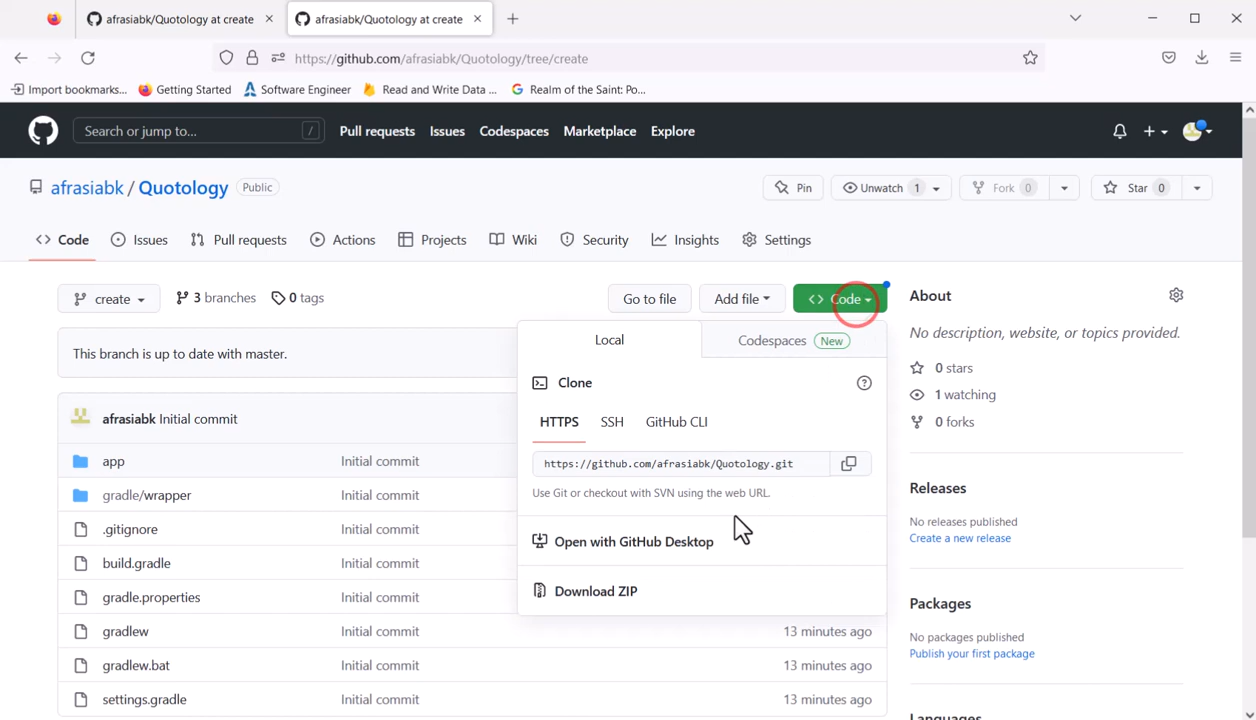 afrasiabk/Quotology at create
afrasiabk/Quotology at create
https://github.com/afrasiabk/Quotology/tree/create
Import bookmarks...
Getting Started
Software Engineer
Read and Write Data ...
Realm of the Saint: Po...
Search or jump to... /
Pull requests
Issues
Codespaces
Marketplace
Explore
afrasiabk / Quotology Public
Pin
Unwatch 1
Fork 0
Star 0
Code
Issues
Pull requests
Actions
Projects
Wiki
Security
Insights
Settings
create
3 branches
0 tags
Go to file
Add file
Code
This branch is up to date with master.
Local
Codespaces New
Clone
HTTPS
SSH
GitHub CLI
https://github.com/afrasiabk/Quotology.git
Use Git or checkout with SVN using the web URL.
Open with GitHub Desktop
Download ZIP
afrasiabk Initial commit
app Initial commit
gradle/wrapper Initial commit
.gitignore Initial commit
build.gradle Initial commit
gradle.properties Initial commit
gradlew Initial commit 13 minutes ago
gradlew.bat Initial commit 13 minutes ago
settings.gradle Initial commit 13 minutes ago
About
No description, website, or topics provided.
0 stars
1 watching
0 forks
Releases
No releases published
Create a new release
Packages
No packages published
Publish your first package
Languages